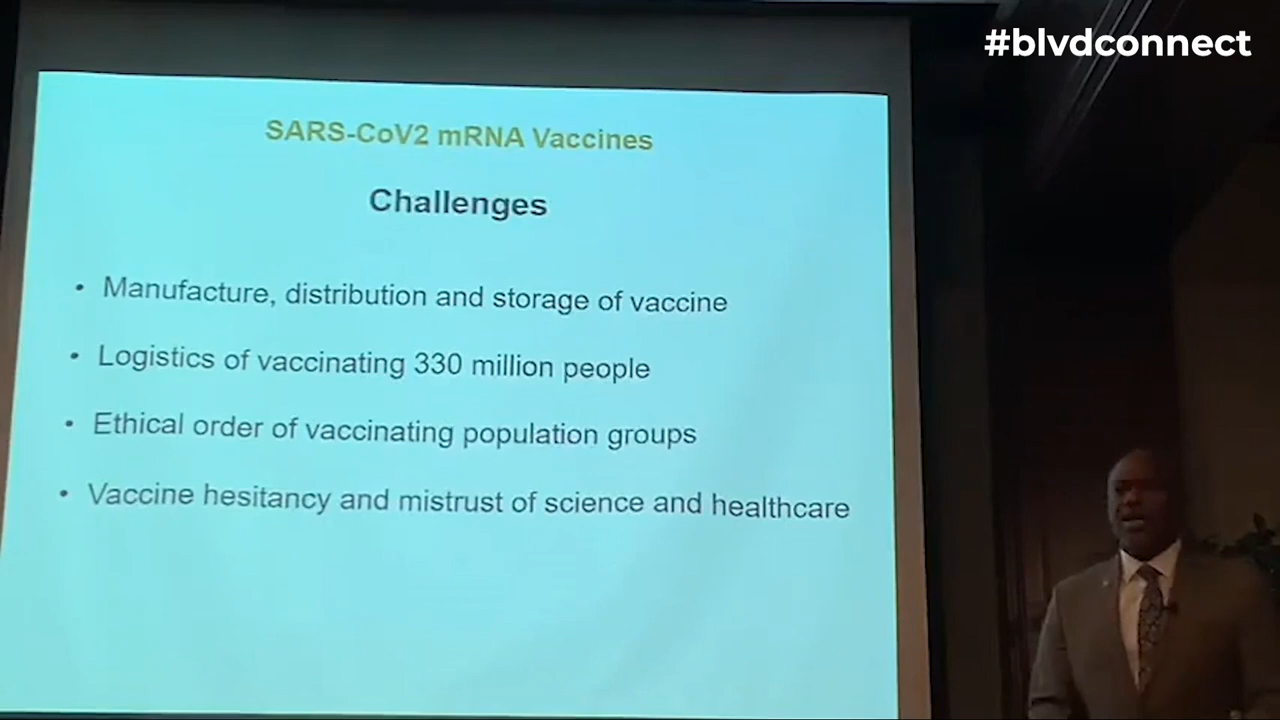 #blvdconnect
SARS-CoV2 mRNA Vaccines
Challenges
• Manufacture, distribution and storage of vaccine
• Logistics of vaccinating 330 million people
• Ethical order of vaccinating population groups
• Vaccine hesitancy and mistrust of science and healthcare